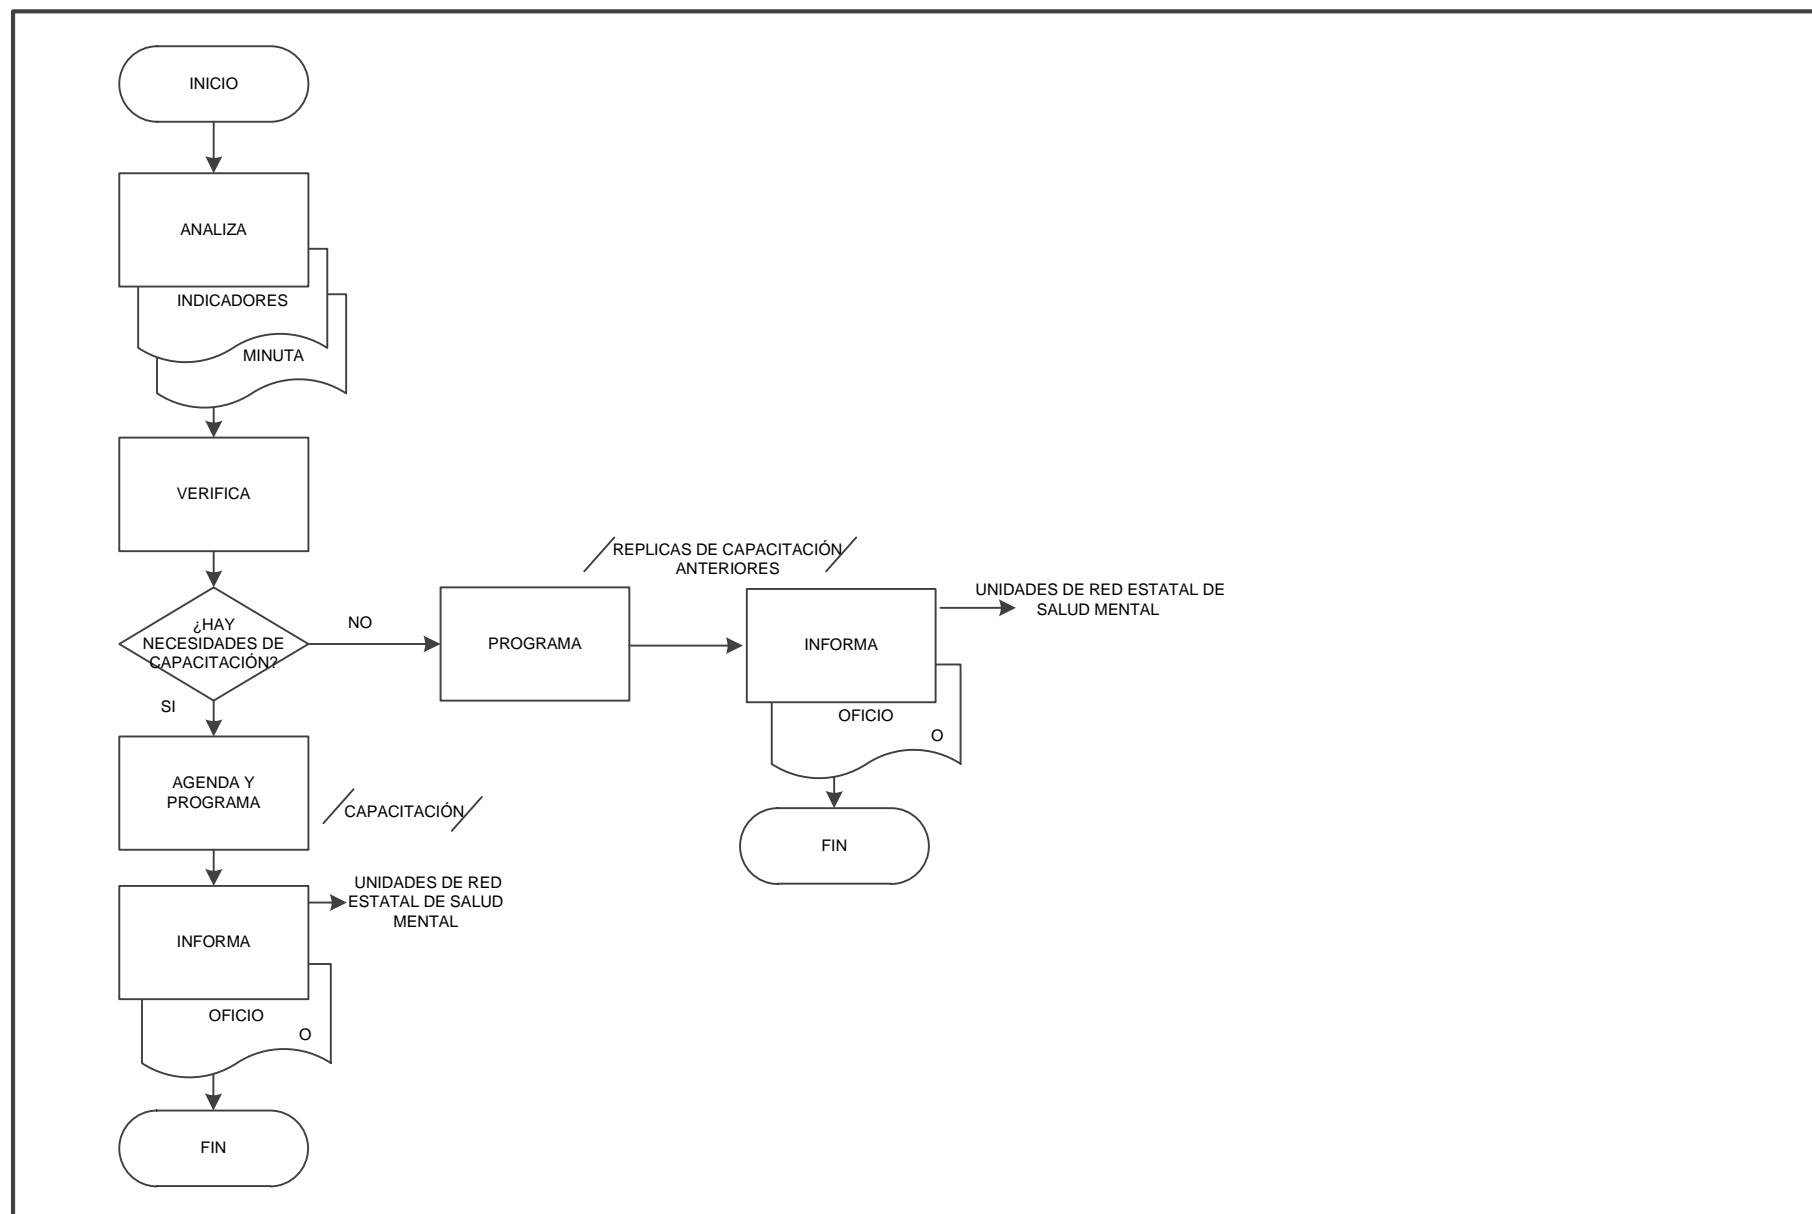 INICIO
ANALIZA
INDICADORES
MINUTA
VERIFICA
¿HAY
NECESIDADES DE
CAPACITACIÓN?
NO
PROGRAMA
REPLICAS DE CAPACITACIÓN
ANTERIORES
INFORMA
UNIDADES DE RED ESTATAL DE
SALUD MENTAL
OFICIO
O
FIN
SI
AGENDA Y
PROGRAMA
CAPACITACIÓN
INFORMA
UNIDADES DE RED
ESTATAL DE SALUD
MENTAL
OFICIO
O
FIN